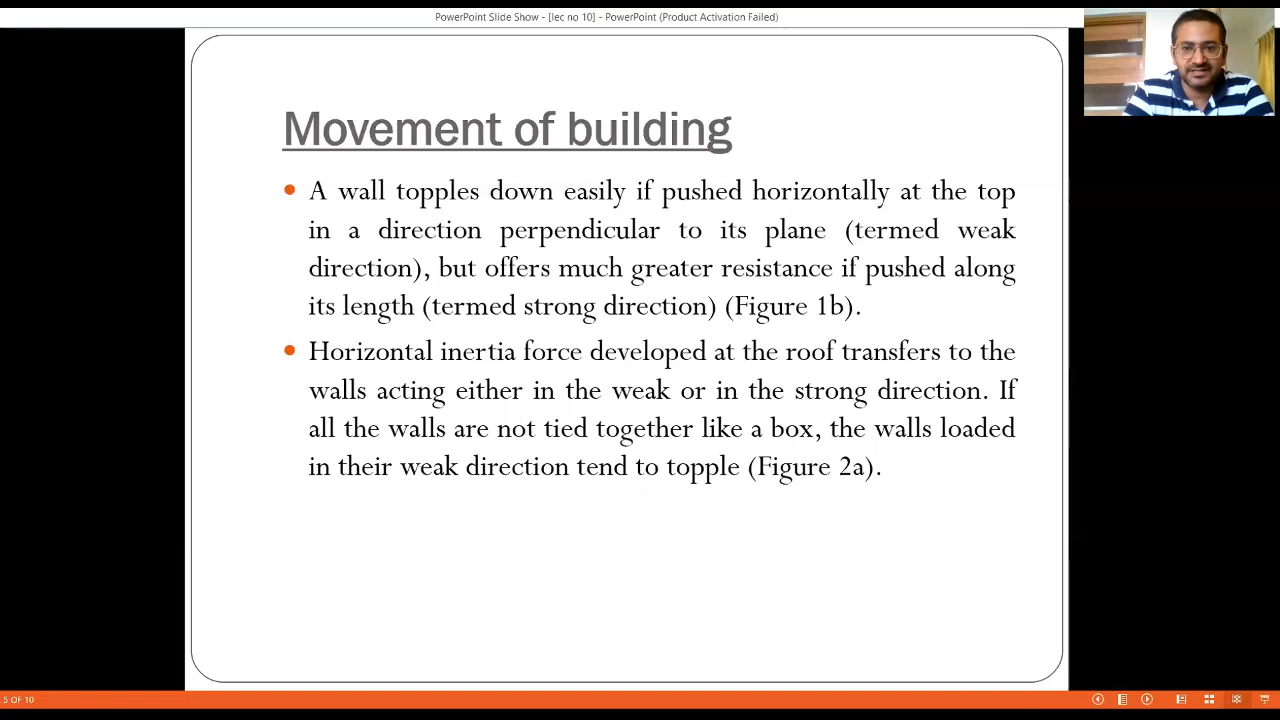 PowerPoint Slide Show - [lec no 10] - PowerPoint (Product Activation Failed)
Movement of building
A wall topples down easily if pushed horizontally at the top
in a direction perpendicular to its plane (termed weak
direction), but offers much greater resistance if pushed along
its length (termed strong direction) (Figure 1b).
Horizontal inertia force developed at the roof transfers to the
walls acting either in the weak or in the strong direction. If
all the walls are not tied together like a box, the walls loaded
in their weak direction tend to topple (Figure 2a).
5 OF 10